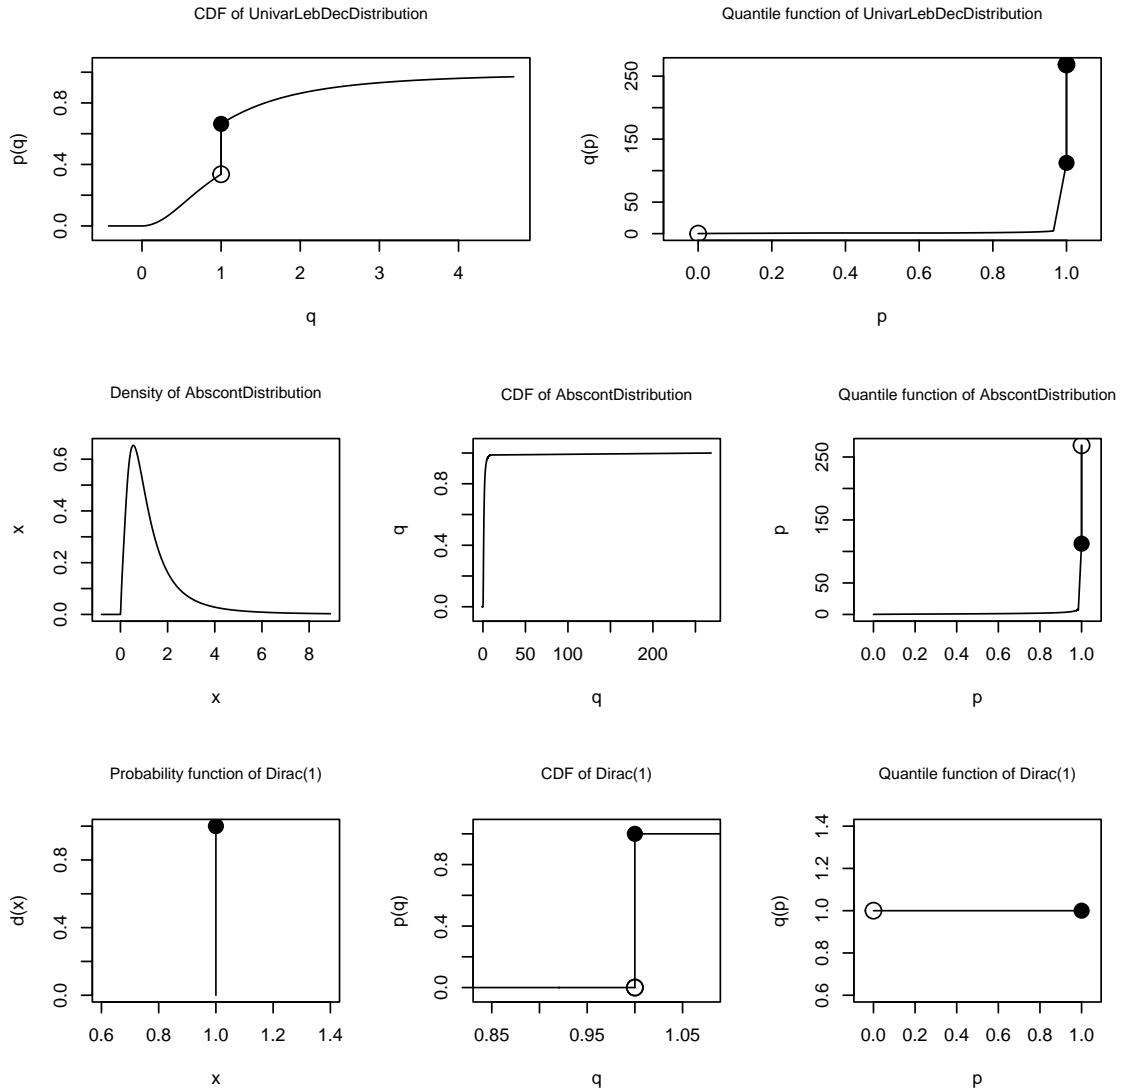 CDF of UnivarLebDecDistribution
p(q)
0.0 0.4 0.8
0 1 2 3 4
q
Quantile function of UnivarLebDecDistribution
q(p)
0 50 150 250
0.0 0.2 0.4 0.6 0.8 1.0
p
Density of AbscontDistribution
x
0.0 0.2 0.4 0.6
0 2 4 6 8
x
CDF of AbscontDistribution
q
0.0 0.4 0.8
0 50 100 200
q
Quantile function of AbscontDistribution
p
0 50 150 250
0.0 0.2 0.4 0.6 0.8 1.0
p
Probability function of Dirac(1)
d(x)
0.0 0.4 0.8
0.6 0.8 1.0 1.2 1.4
x
CDF of Dirac(1)
p(q)
0.0 0.4 0.8
0.85 0.95 1.05
q
Quantile function of Dirac(1)
q(p)
0.6 0.8 1.0 1.2 1.4
0.0 0.2 0.4 0.6 0.8 1.0
p